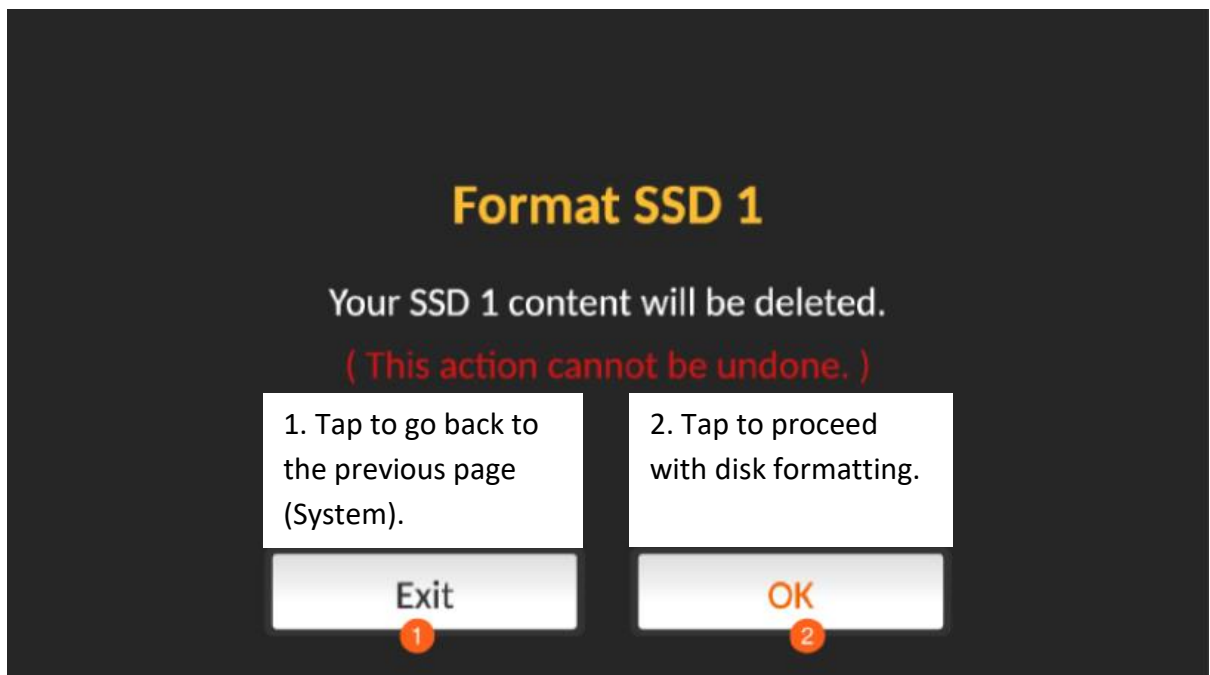 Format SSD 1
Your SSD 1 content will be deleted.
( This action cannot be undone. )
1. Tap to go back to
the previous page
(System).
2. Tap to proceed
with disk formatting.
Exit
1
OK
2